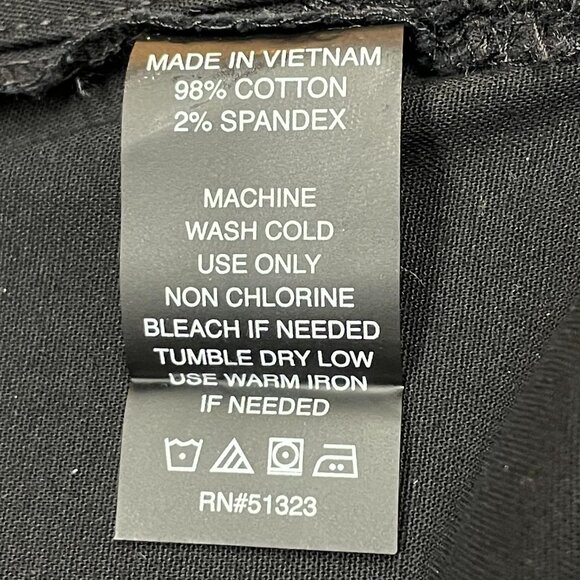 MADE IN VIETNAM
98% COTTON
2% SPANDEX
MACHINE
WASH COLD
USE ONLY
NON CHLORINE
BLEACH IF NEEDED
TUMBLE DRY LOW
USE WARM IRON
IF NEEDED
RN#51323